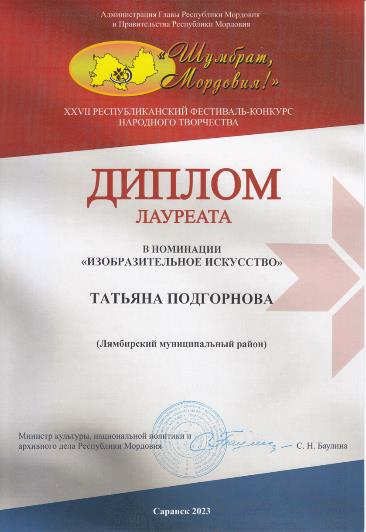 Администрация Главы Республики Мордовия
и Правительства Республики Мордовия
«Шумбрат,
Мордовия!»
XXVII РЕСПУБЛИКАНСКИЙ ФЕСТИВАЛЬ-КОНКУРС
НАРОДНОГО ТВОРЧЕСТВА
ДИПЛОМ
ЛАУРЕАТА
В НОМИНАЦИИ
«ИЗОБРАЗИТЕЛЬНОЕ ИСКУССТВО»
ТАТЬЯНА ПОДГОРНОВА
(Лямбирский муниципальный район)
Министр культуры, национальной политики и
архивного дела Республики Мордовия
С. Н. Баулина
Саранск 2023